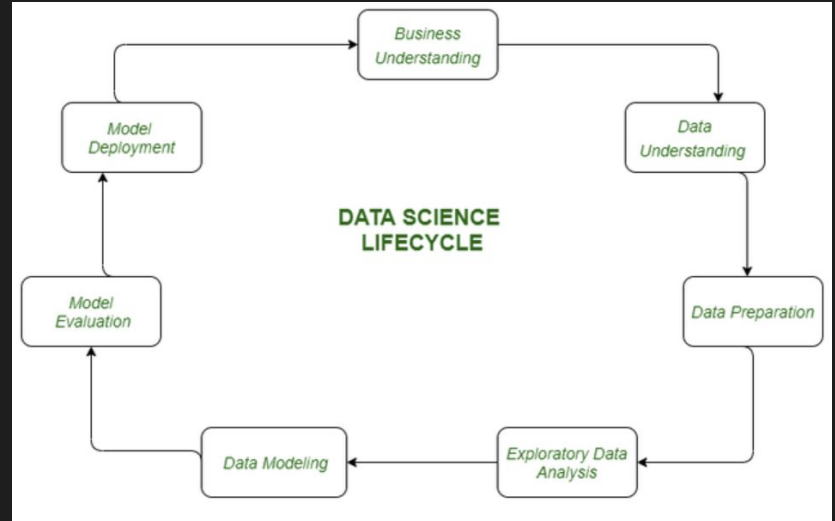 Business
Understanding
Data
Understanding
Data Preparation
Exploratory Data
Analysis
Data Modeling
Model
Evaluation
Model
Deployment
DATA SCIENCE
LIFECYCLE